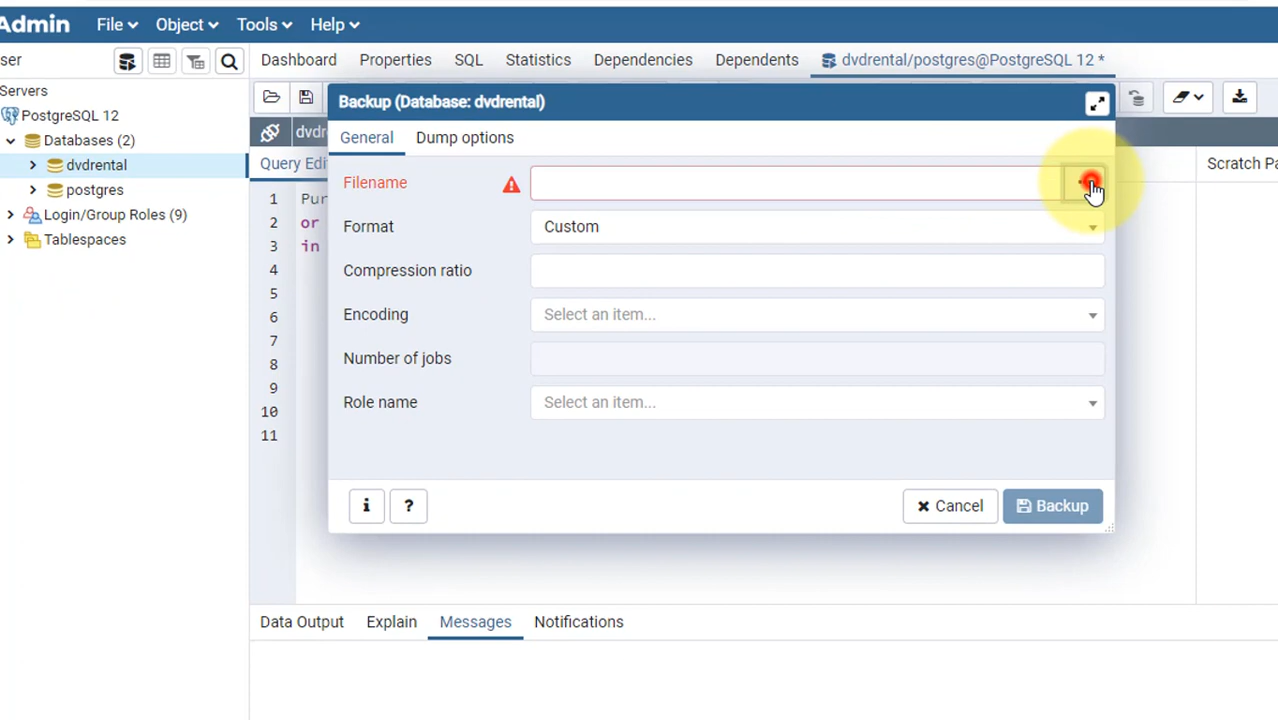 Admin File Object Tools Help
ser
Dashboard Properties SQL Statistics Dependencies Dependents dvdrental/postgres@PostgreSQL 12 *
Servers
PostgreSQL 12
Databases (2)
dvdrental
postgres
Login/Group Roles (9)
Tablespaces
dvdr
Query Edi
Scratch Pa
1 Pur
2 or
3 in
4
5
6
7
8
9
10
11
Backup (Database: dvdrental)
General Dump options
Filename
Format Custom
Compression ratio
Encoding Select an item...
Number of jobs
Role name Select an item...
i ? Cancel Backup
Data Output Explain Messages Notifications